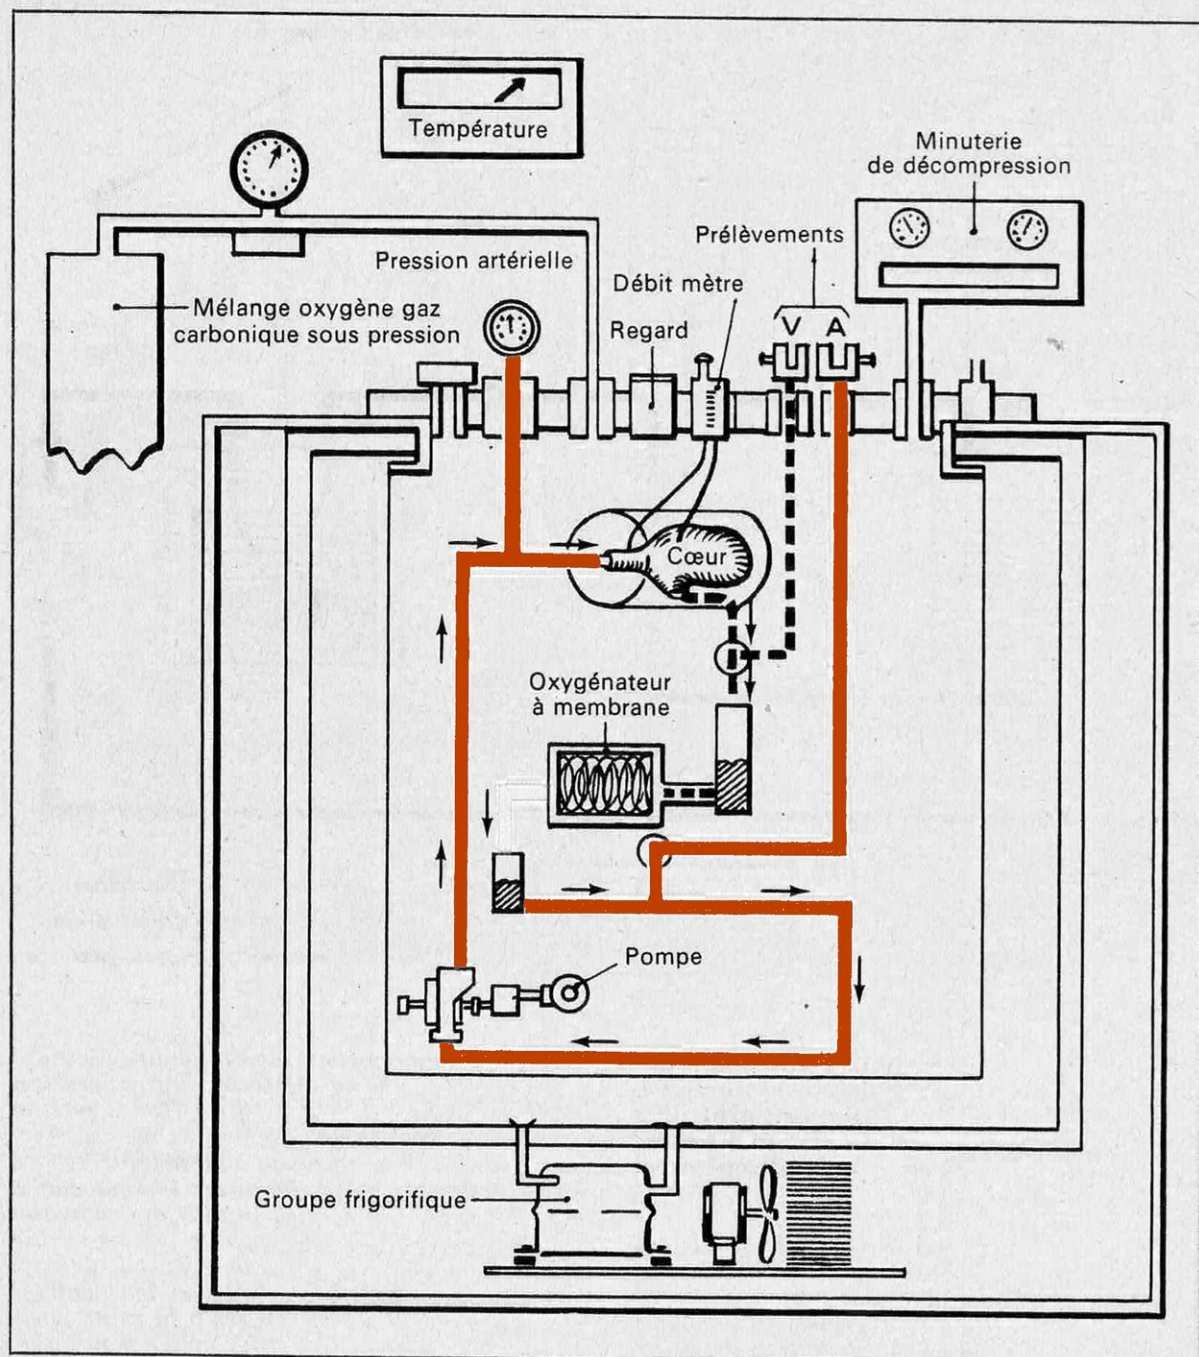 Température
Minuterie
de décompression
Prélèvements
Pression artérielle
Débit mètre
Mélange oxygène gaz
carbonique sous pression
Regard
V A
Cœur
Oxygénateur
à membrane
Pompe
Groupe frigorifique